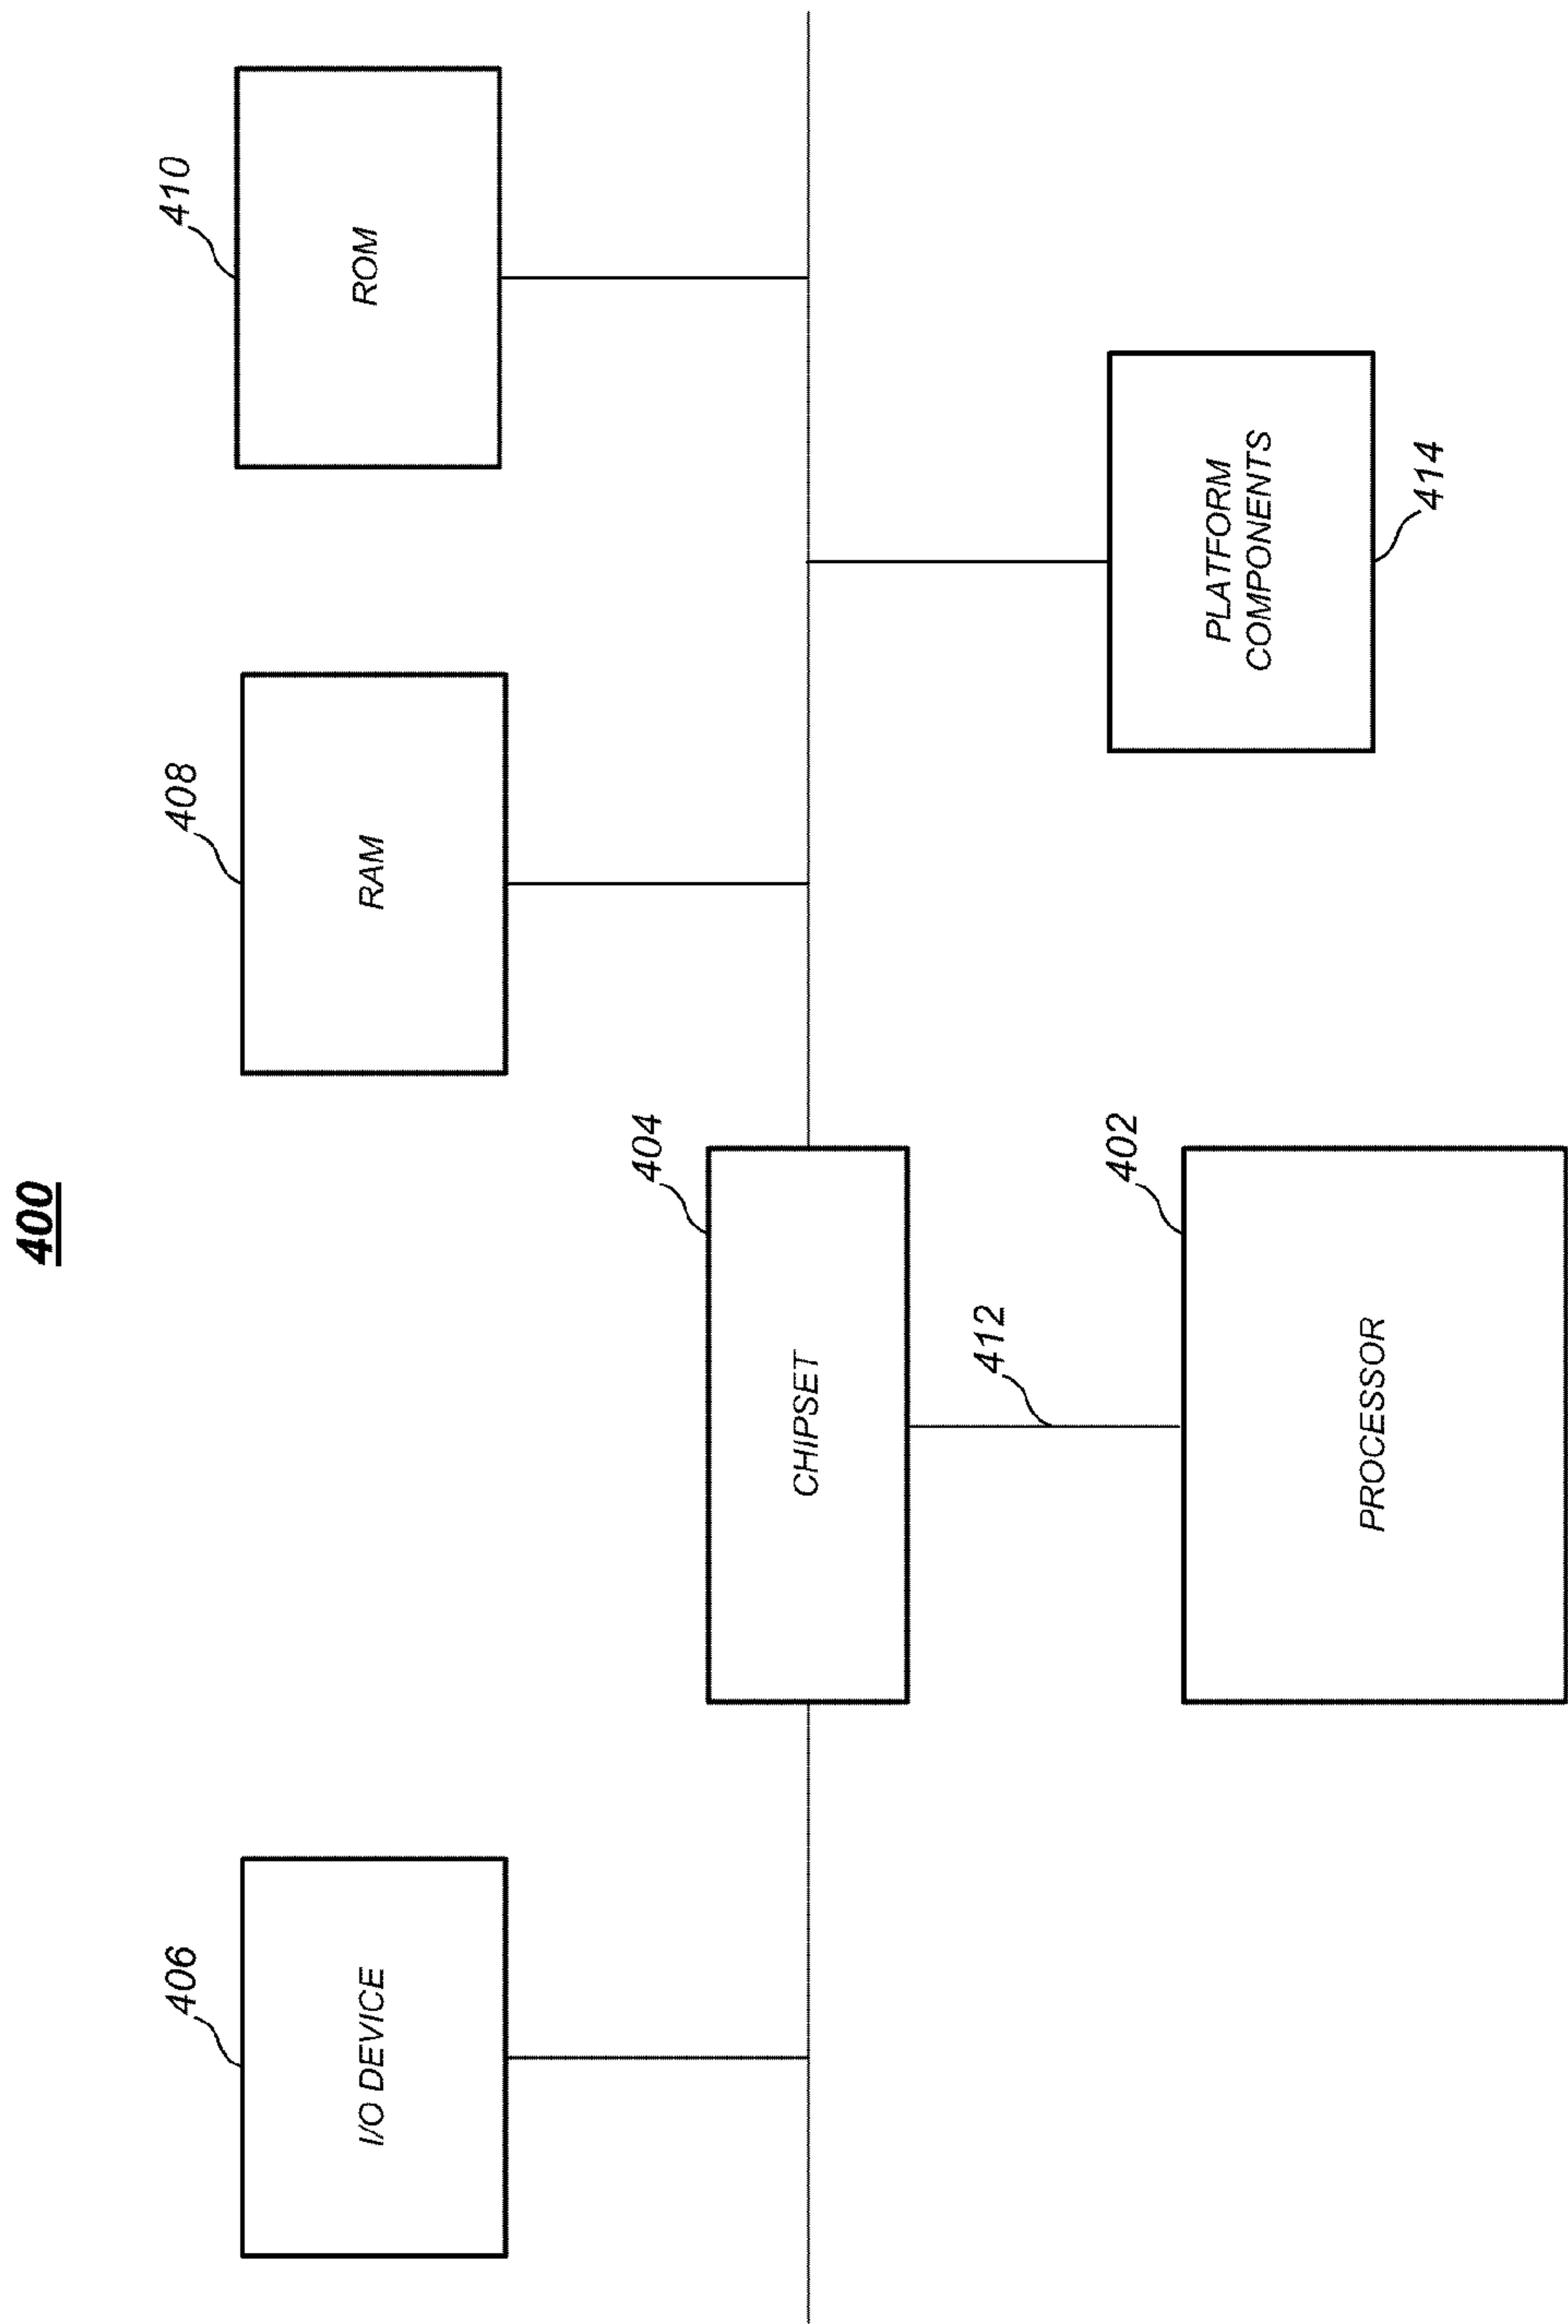 400
406
I/O DEVICE
408
RAM
410
ROM
404
CHIPSET
412
402
PROCESSOR
PLATFORM
COMPONENTS
414